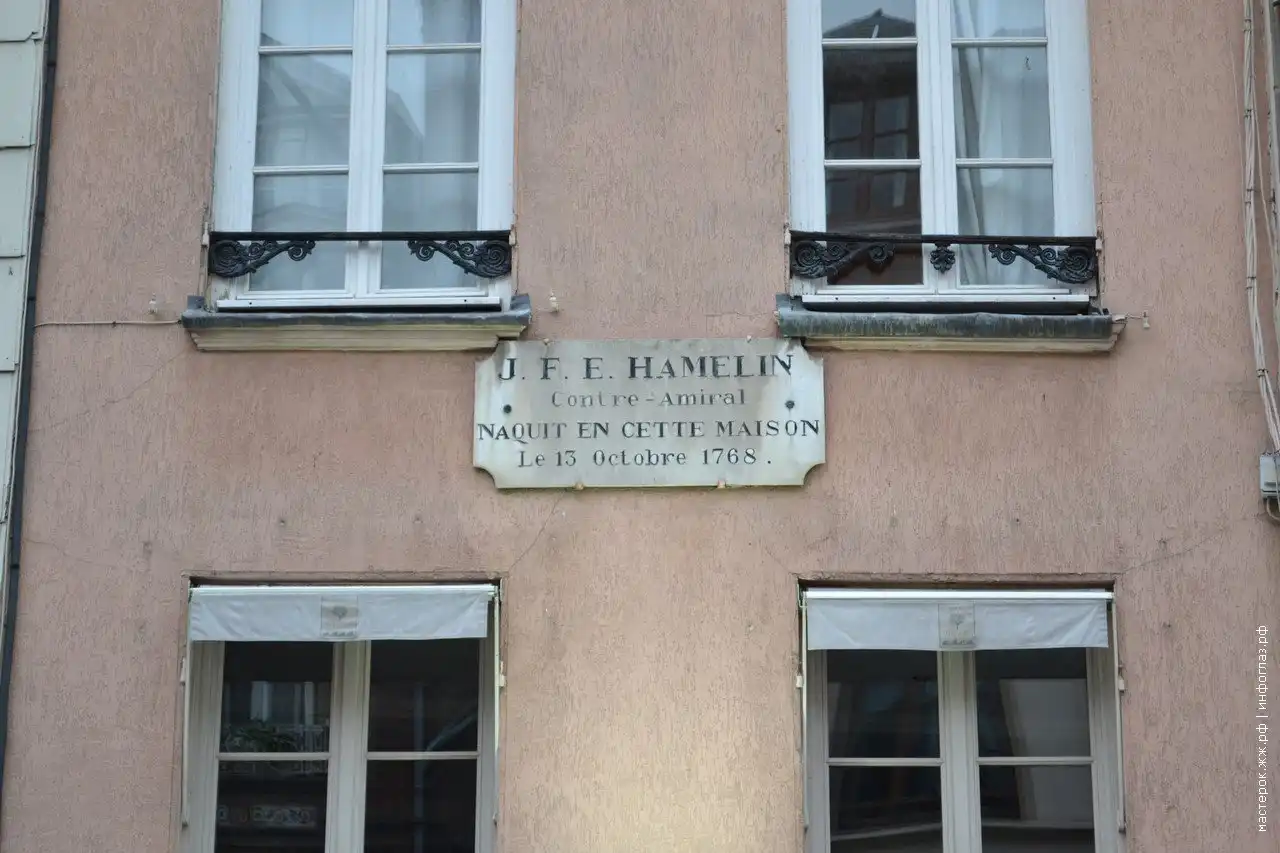 J. F. E. HAMELIN
Contre-Amiral
NAQUIT EN CETTE MAISON
Le 13 Octobre 1768.
мастерок.жж.рф | инфоглаз.рф